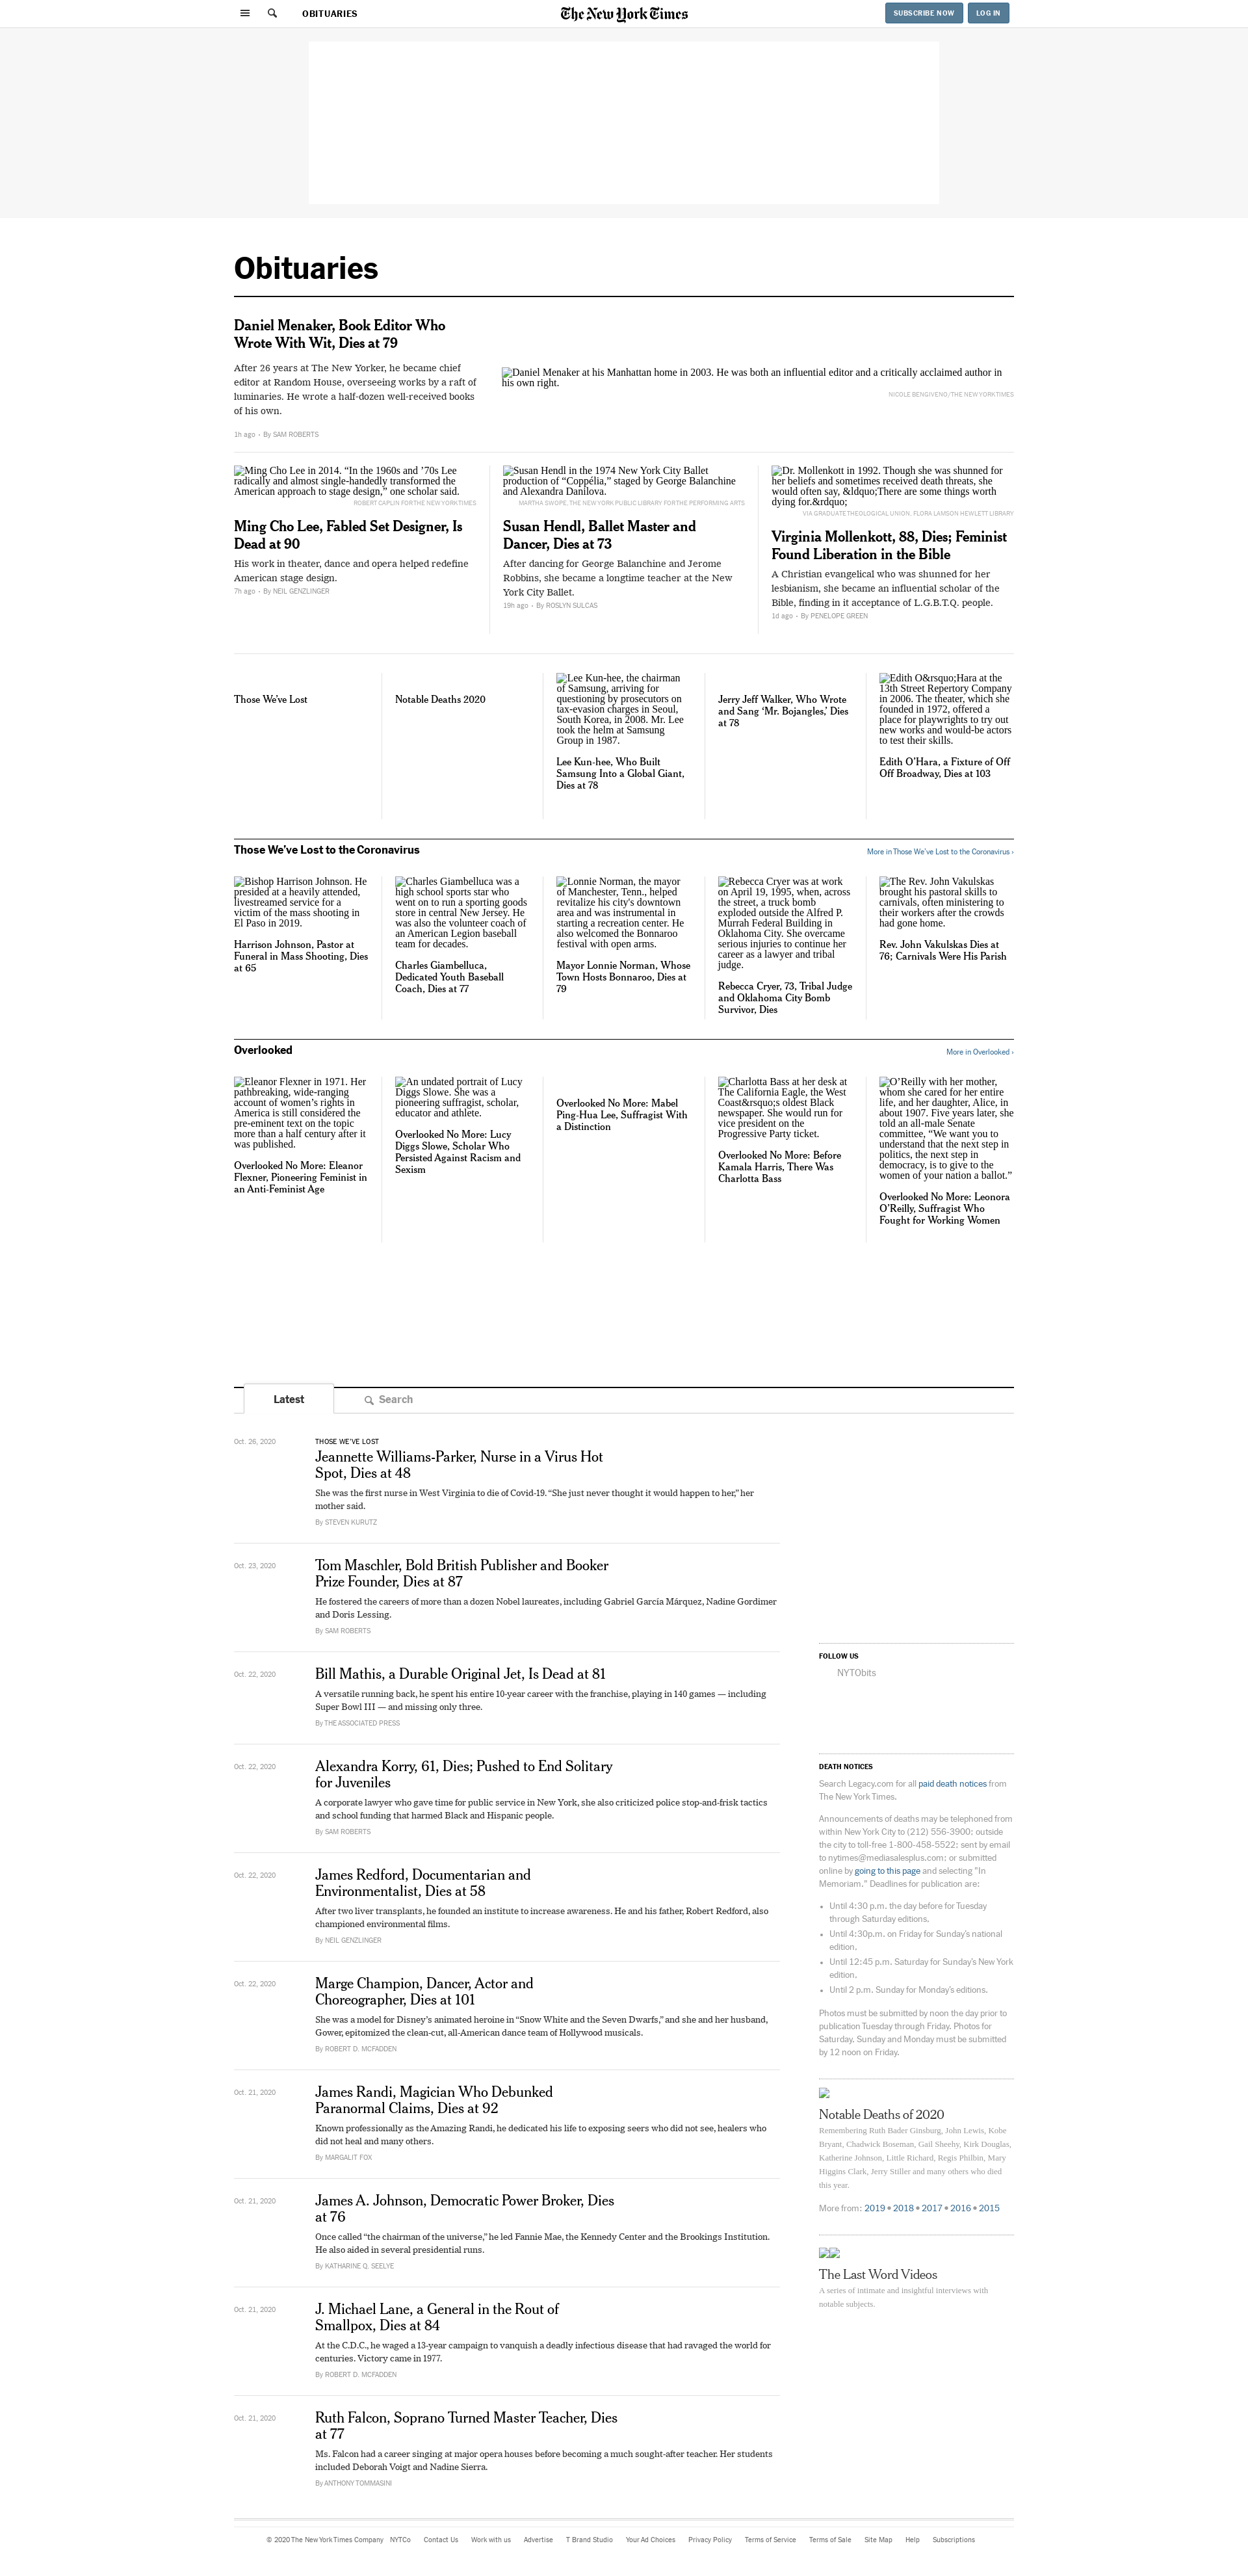 OBITUARIES
The New York Times
SUBSCRIBE NOW
LOG IN
Obituaries
Daniel Menaker, Book Editor Who
Wrote With Wit, Dies at 79
After 26 years at The New Yorker, he became chief
editor at Random House, overseeing works by a raft of
luminaries. He wrote a half-dozen well-received books
of his own.
1h ago - By SAM ROBERTS
Daniel Menaker at his Manhattan home in 2003. He was both an influential editor and a critically acclaimed author in
his own right.
NICOLE BENGIVENO/THE NEW YORK TIMES
Ming Cho Lee in 2014. “In the 1960s and ’70s Lee
radically and almost single-handedly transformed the
American approach to stage design,” one scholar said.
ROBERT CAPLIN FOR THE NEW YORK TIMES
Ming Cho Lee, Fabled Set Designer, Is
Dead at 90
His work in theater, dance and opera helped redefine
American stage design.
7h ago - By NEIL GENZLINGER
Susan Hendl in the 1974 New York City Ballet
production of “Coppélia,” staged by George Balanchine
and Alexandra Danilova.
MARTHA SWOPE, THE NEW YORK PUBLIC LIBRARY FOR THE PERFORMING ARTS
Susan Hendl, Ballet Master and
Dancer, Dies at 73
After dancing for George Balanchine and Jerome
Robbins, she became a longtime teacher at the New
York City Ballet.
19h ago - By ROSLYN SULCAS
Dr. Mollenkott in 1992. Though she was shunned for
her beliefs and sometimes received death threats, she
would often say, &ldquo;There are some things worth
dying for.&rdquo;
VIA GRADUATE THEOLOGICAL UNION, FLORA LAMSON HEWLETT LIBRARY
Virginia Mollenkott, 88, Dies; Feminist
Found Liberation in the Bible
A Christian evangelical who was shunned for her
lesbianism, she became an influential scholar of the
Bible, finding in it acceptance of L.G.B.T.Q. people.
1d ago - By PENELOPE GREEN
Those We’ve Lost
Notable Deaths 2020
Lee Kun-hee, the chairman
of Samsung, arriving for
questioning by prosecutors on
tax-evasion charges in Seoul,
South Korea, in 2008. Mr. Lee
took the helm at Samsung
Group in 1987.
Lee Kun-hee, Who Built
Samsung Into a Global Giant,
Dies at 78
Jerry Jeff Walker, Who Wrote
and Sang ‘Mr. Bojangles,’ Dies
at 78
Edith O&rsquo;Hara at the
13th Street Repertory Company
in 2006. The theater, which she
founded in 1972, offered a
place for playwrights to try out
new works and would-be actors
to test their skills.
Edith O’Hara, a Fixture of Off
Off Broadway, Dies at 103
Those We’ve Lost to the Coronavirus
More in Those We’ve Lost to the Coronavirus ›
Bishop Harrison Johnson. He
presided at a heavily attended,
livestreamed service for a
victim of the mass shooting in
El Paso in 2019.
Harrison Johnson, Pastor at
Funeral in Mass Shooting, Dies
at 65
Charles Giambelluca was a
high school sports star who
went on to run a sporting goods
store in central New Jersey. He
was also the volunteer coach of
an American Legion baseball
team for decades.
Charles Giambelluca,
Dedicated Youth Baseball
Coach, Dies at 77
Lonnie Norman, the mayor
of Manchester, Tenn., helped
revitalize his city's downtown
area and was instrumental in
starting a recreation center. He
also welcomed the Bonnaroo
festival with open arms.
Mayor Lonnie Norman, Whose
Town Hosts Bonnaroo, Dies at
79
Rebecca Cryer was at work
on April 19, 1995, when, across
the street, a truck bomb
exploded outside the Alfred P.
Murrah Federal Building in
Oklahoma City. She overcame
serious injuries to continue her
career as a lawyer and tribal
judge.
Rebecca Cryer, 73, Tribal Judge
and Oklahoma City Bomb
Survivor, Dies
The Rev. John Vakulskas
brought his pastoral skills to
carnivals, often ministering to
their workers after the crowds
had gone home.
Rev. John Vakulskas Dies at
76; Carnivals Were His Parish
Overlooked
More in Overlooked ›
Eleanor Flexner in 1971. Her
pathbreaking, wide-ranging
account of women’s rights in
America is still considered the
pre-eminent text on the topic
more than a half century after it
was published.
Overlooked No More: Eleanor
Flexner, Pioneering Feminist in
an Anti-Feminist Age
An undated portrait of Lucy
Diggs Slowe. She was a
pioneering suffragist, scholar,
educator and athlete.
Overlooked No More: Lucy
Diggs Slowe, Scholar Who
Persisted Against Racism and
Sexism
Overlooked No More: Mabel
Ping-Hua Lee, Suffragist With
a Distinction
Charlotta Bass at her desk at
The California Eagle, the West
Coast&rsquo;s oldest Black
newspaper. She would run for
vice president on the
Progressive Party ticket.
Overlooked No More: Before
Kamala Harris, There Was
Charlotta Bass
O’Reilly with her mother,
whom she cared for her entire
life, and her daughter, Alice, in
about 1907. Five years later, she
told an all-male Senate
committee, “We want you to
understand that the next step in
politics, the next step in
democracy, is to give to the
women of your nation a ballot.”
Overlooked No More: Leonora
O’Reilly, Suffragist Who
Fought for Working Women
Latest
Search
Oct. 26, 2020
THOSE WE’VE LOST
Jeannette Williams-Parker, Nurse in a Virus Hot
Spot, Dies at 48
She was the first nurse in West Virginia to die of Covid-19. “She just never thought it would happen to her,” her
mother said.
By STEVEN KURUTZ
Oct. 23, 2020
Tom Maschler, Bold British Publisher and Booker
Prize Founder, Dies at 87
He fostered the careers of more than a dozen Nobel laureates, including Gabriel García Márquez, Nadine Gordimer
and Doris Lessing.
By SAM ROBERTS
Oct. 22, 2020
Bill Mathis, a Durable Original Jet, Is Dead at 81
A versatile running back, he spent his entire 10-year career with the franchise, playing in 140 games — including
Super Bowl III — and missing only three.
By THE ASSOCIATED PRESS
Oct. 22, 2020
Alexandra Korry, 61, Dies; Pushed to End Solitary
for Juveniles
A corporate lawyer who gave time for public service in New York, she also criticized police stop-and-frisk tactics
and school funding that harmed Black and Hispanic people.
By SAM ROBERTS
Oct. 22, 2020
James Redford, Documentarian and
Environmentalist, Dies at 58
After two liver transplants, he founded an institute to increase awareness. He and his father, Robert Redford, also
championed environmental films.
By NEIL GENZLINGER
Oct. 22, 2020
Marge Champion, Dancer, Actor and
Choreographer, Dies at 101
She was a model for Disney’s animated heroine in “Snow White and the Seven Dwarfs,” and she and her husband,
Gower, epitomized the clean-cut, all-American dance team of Hollywood musicals.
By ROBERT D. MCFADDEN
Oct. 21, 2020
James Randi, Magician Who Debunked
Paranormal Claims, Dies at 92
Known professionally as the Amazing Randi, he dedicated his life to exposing seers who did not see, healers who
did not heal and many others.
By MARGALIT FOX
Oct. 21, 2020
James A. Johnson, Democratic Power Broker, Dies
at 76
Once called “the chairman of the universe,” he led Fannie Mae, the Kennedy Center and the Brookings Institution.
He also aided in several presidential runs.
By KATHARINE Q. SEELYE
Oct. 21, 2020
J. Michael Lane, a General in the Rout of
Smallpox, Dies at 84
At the C.D.C., he waged a 13-year campaign to vanquish a deadly infectious disease that had ravaged the world for
centuries. Victory came in 1977.
By ROBERT D. MCFADDEN
Oct. 21, 2020
Ruth Falcon, Soprano Turned Master Teacher, Dies
at 77
Ms. Falcon had a career singing at major opera houses before becoming a much sought-after teacher. Her students
included Deborah Voigt and Nadine Sierra.
By ANTHONY TOMMASINI
FOLLOW US
NYTObits
DEATH NOTICES
Search Legacy.com for all paid death notices from
The New York Times.
Announcements of deaths may be telephoned from
within New York City to (212) 556-3900; outside
the city to toll-free 1-800-458-5522; sent by email
to nytimes@mediasalesplus.com; or submitted
online by going to this page and selecting "In
Memoriam." Deadlines for publication are:
• Until 4:30 p.m. the day before for Tuesday
through Saturday editions.
• Until 4:30p.m. on Friday for Sunday's national
edition.
• Until 12:45 p.m. Saturday for Sunday's New York
edition.
• Until 2 p.m. Sunday for Monday's editions.
Photos must be submitted by noon the day prior to
publication Tuesday through Friday. Photos for
Saturday, Sunday and Monday must be submitted
by 12 noon on Friday.
Notable Deaths of 2020
Remembering Ruth Bader Ginsburg, John Lewis, Kobe
Bryant, Chadwick Boseman, Gail Sheehy, Kirk Douglas,
Katherine Johnson, Little Richard, Regis Philbin, Mary
Higgins Clark, Jerry Stiller and many others who died
this year.
More from: 2019 • 2018 • 2017 • 2016 • 2015
The Last Word Videos
A series of intimate and insightful interviews with
notable subjects.
© 2020 The New York Times Company NYTCo Contact Us Work with us Advertise T Brand Studio Your Ad Choices Privacy Policy Terms of Service Terms of Sale Site Map Help Subscriptions